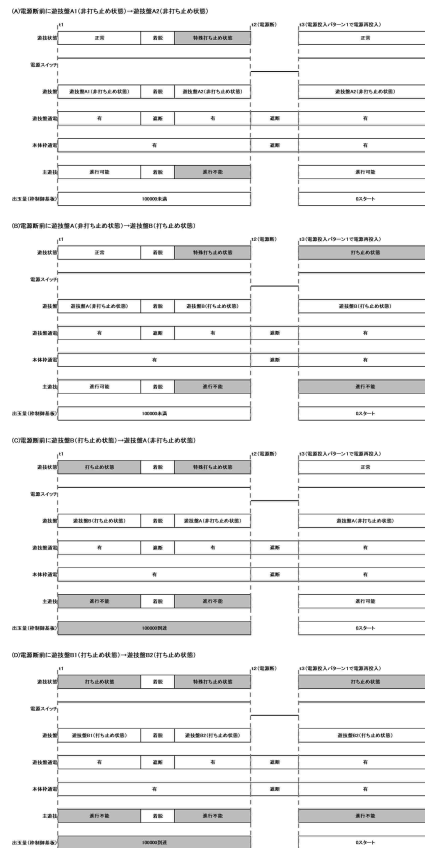 (A)電源断前に遊技盤A1(非打ち止め状態)→遊技盤A2(非打ち止め状態)
t1 t2(電源断) t3(電源投入パターン1で電源再投入)
遊技状態 正常 着脱 特殊打ち止め状態 正常
電源スイッチ
遊技盤 遊技盤A1(非打ち止め状態) 着脱 遊技盤A2(非打ち止め状態) 遊技盤A2(非打ち止め状態)
遊技盤通電 有 遮断 有 遮断 有
本体枠通電 有 遮断 有
主遊技 進行可能 着脱 進行不能 進行可能
出玉量(枠制御基板) 100000未満 0スタート
(B)電源断前に遊技盤A(非打ち止め状態)→遊技盤B(打ち止め状態)
t1 t2(電源断) t3(電源投入パターン1で電源再投入)
遊技状態 正常 着脱 特殊打ち止め状態 打ち止め状態
電源スイッチ
遊技盤 遊技盤A(非打ち止め状態) 着脱 遊技盤B(打ち止め状態) 遊技盤B(打ち止め状態)
遊技盤通電 有 遮断 有 遮断 有
本体枠通電 有 遮断 有
主遊技 進行可能 着脱 進行不能 進行不能
出玉量(枠制御基板) 100000未満 0スタート
(C)電源断前に遊技盤B(打ち止め状態)→遊技盤A(非打ち止め状態)
t1 t2(電源断) t3(電源投入パターン1で電源再投入)
遊技状態 打ち止め状態 着脱 特殊打ち止め状態 正常
電源スイッチ
遊技盤 遊技盤B(打ち止め状態) 着脱 遊技盤A(非打ち止め状態) 遊技盤A(非打ち止め状態)
遊技盤通電 有 遮断 有 遮断 有
本体枠通電 有 遮断 有
主遊技 進行不能 着脱 進行不能 進行可能
出玉量(枠制御基板) 100000到達 0スタート
(D)電源断前に遊技盤B1(打ち止め状態)→遊技盤B2(打ち止め状態)
t1 t2(電源断) t3(電源投入パターン1で電源再投入)
遊技状態 打ち止め状態 着脱 特殊打ち止め状態 打ち止め状態
電源スイッチ
遊技盤 遊技盤B1(打ち止め状態) 着脱 遊技盤B2(打ち止め状態) 遊技盤B2(打ち止め状態)
遊技盤通電 有 遮断 有 遮断 有
本体枠通電 有 遮断 有
主遊技 進行不能 着脱 進行不能 進行不能
出玉量(枠制御基板) 100000到達 0スタート